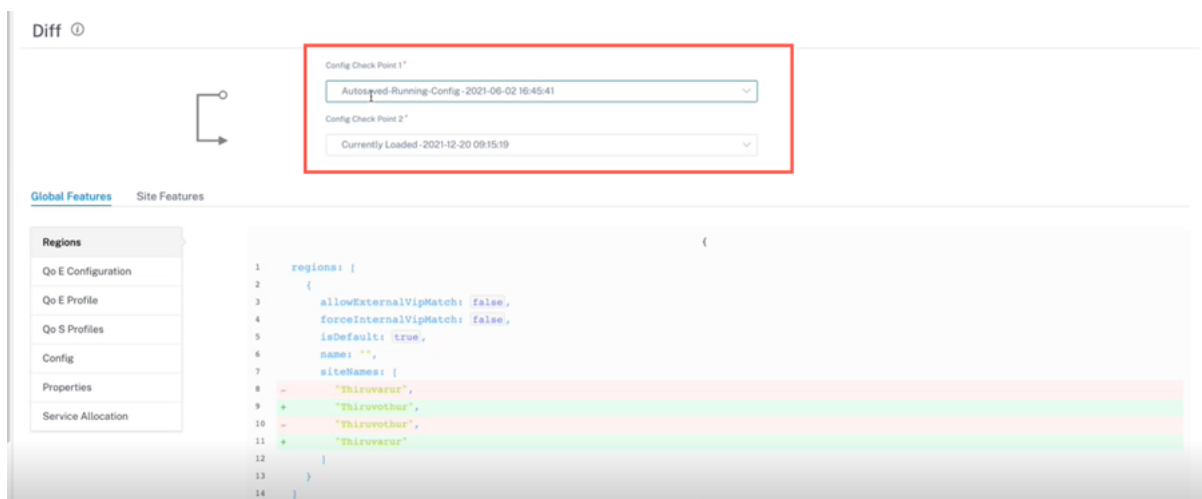 Diff
Config Check Point 1*
Autosaved-Running-Config - 2021-06-02 16:45:41
Config Check Point 2*
Currently Loaded - 2021-12-20 09:15:19
Global Features Site Features
Regions
Qo E Configuration
Qo E Profile
Qo S Profiles
Config
Properties
Service Allocation
{
1 regions: [
2 {
3 allowExternalVipMatch: false,
4 forceInternalVipMatch: false,
5 isDefault: true,
6 name: "",
7 siteNames: [
8 - "Thiruvarur",
9 + "Thiruvothur",
10 - "Thiruvothur",
11 + "Thiruvarur"
12 ]
13 }
14 ]